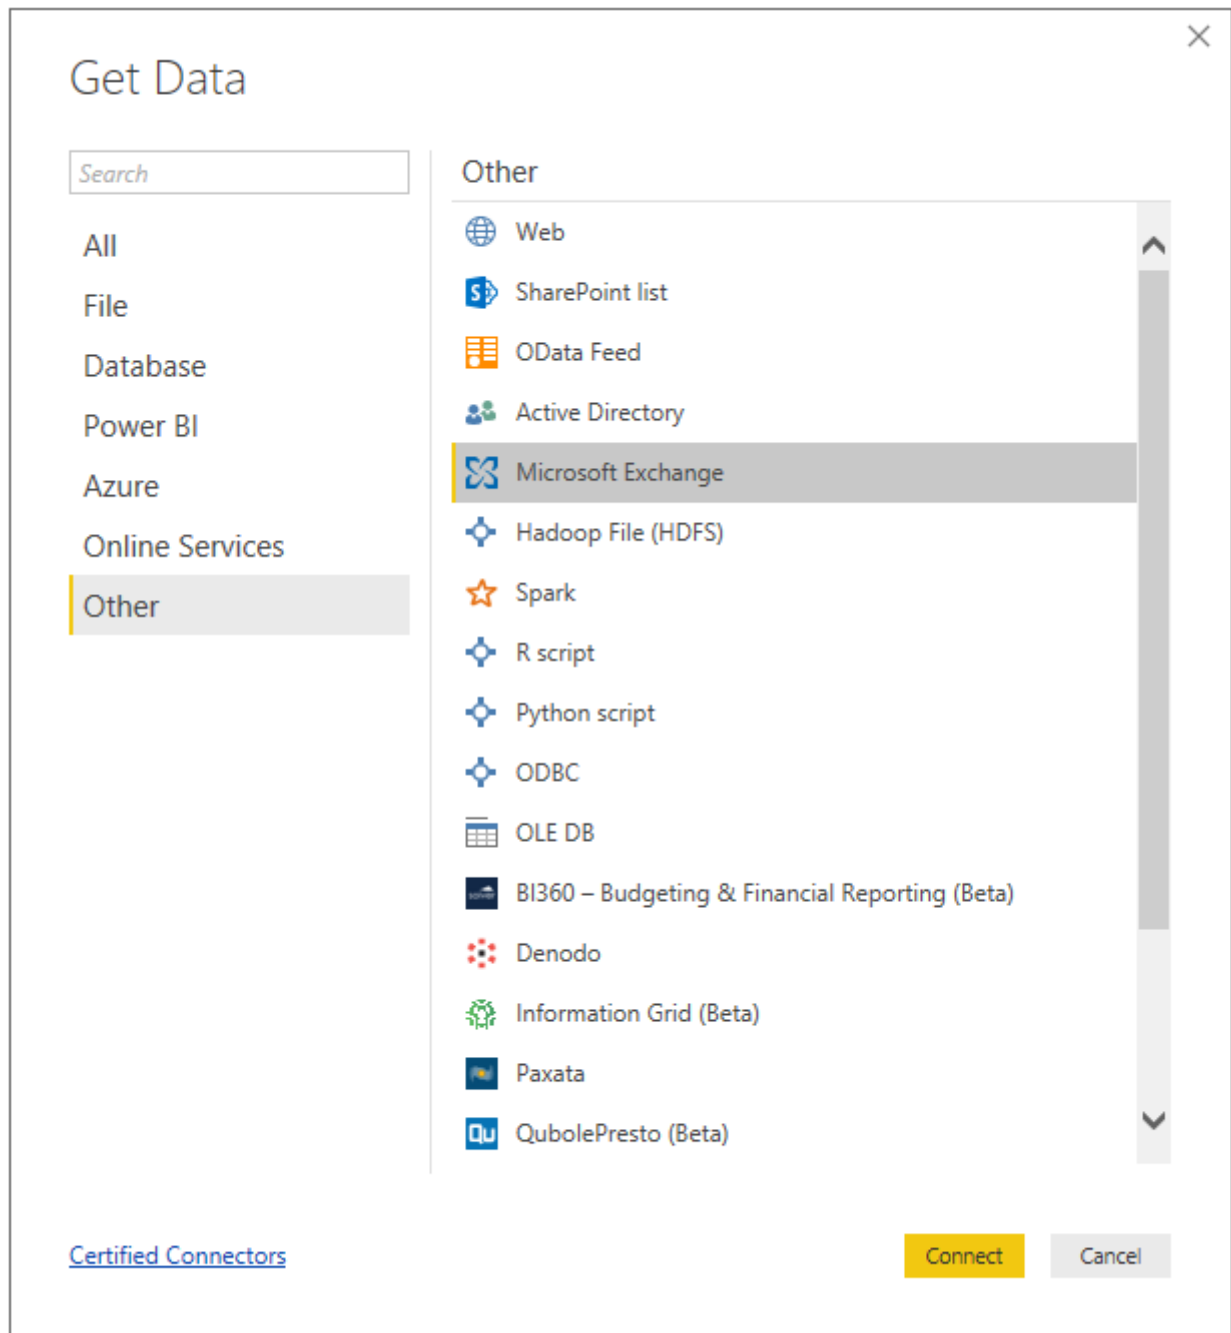 Get Data
Search
All
File
Database
Power BI
Azure
Online Services
Other
Other
Web
SharePoint list
OData Feed
Active Directory
Microsoft Exchange
Hadoop File (HDFS)
Spark
R script
Python script
ODBC
OLE DB
BI360 – Budgeting & Financial Reporting (Beta)
Denodo
Information Grid (Beta)
Paxata
Qu QubolePresto (Beta)
Certified Connectors
Connect
Cancel